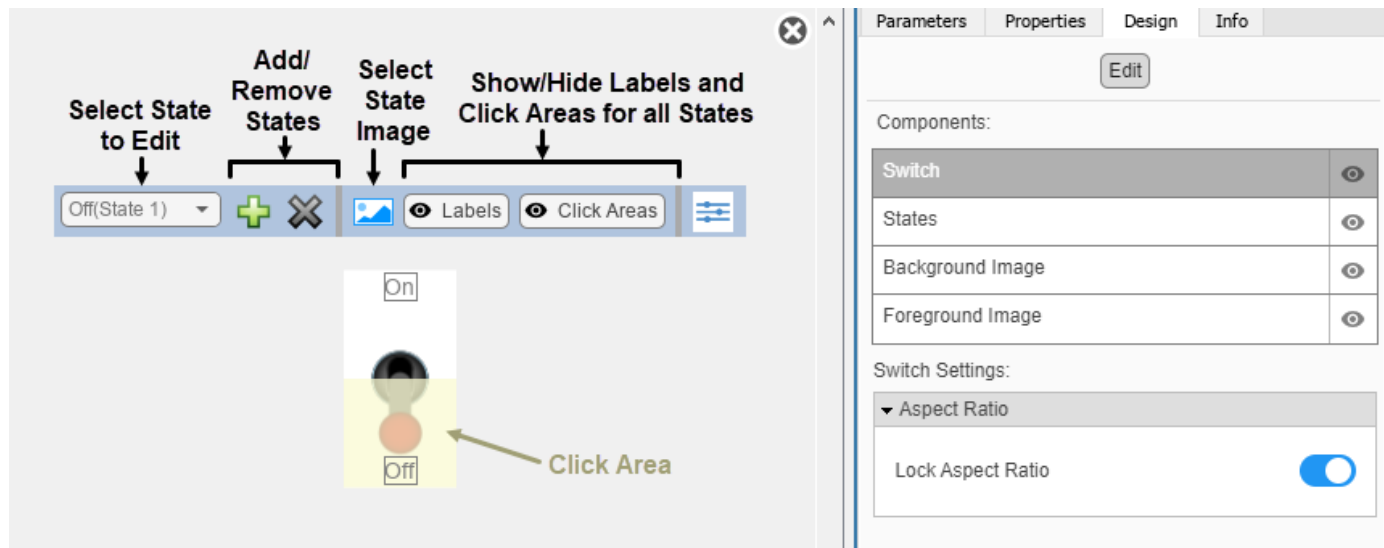 Add/
Remove
States
Select
State
Image
Show/Hide Labels and
Click Areas for all States
Select State
to Edit
Off(State 1)
Labels
Click Areas
On
Off
Click Area
Parameters
Properties
Design
Info
Edit
Components:
Switch
States
Background Image
Foreground Image
Switch Settings:
Aspect Ratio
Lock Aspect Ratio